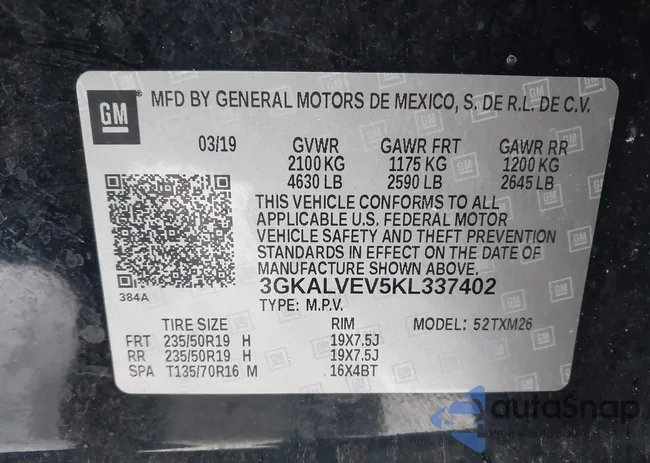 GM
MFD BY GENERAL MOTORS DE MEXICO, S. DE R.L. DE C.V.
03/19 GVWR GAWR FRT GAWR RR
2100 KG 1175 KG 1200 KG
4630 LB 2590 LB 2645 LB
THIS VEHICLE CONFORMS TO ALL
APPLICABLE U.S. FEDERAL MOTOR
VEHICLE SAFETY AND THEFT PREVENTION
STANDARDS IN EFFECT ON THE DATE OF
MANUFACTURE SHOWN ABOVE.
384A
3GKALVEV5KL337402
TYPE: M.P.V.
TIRE SIZE RIM MODEL: 52TXM26
FRT 235/50R19 H 19X7.5J
RR 235/50R19 H 19X7.5J
SPA T135/70R16 M 16X4BT
autoSnap